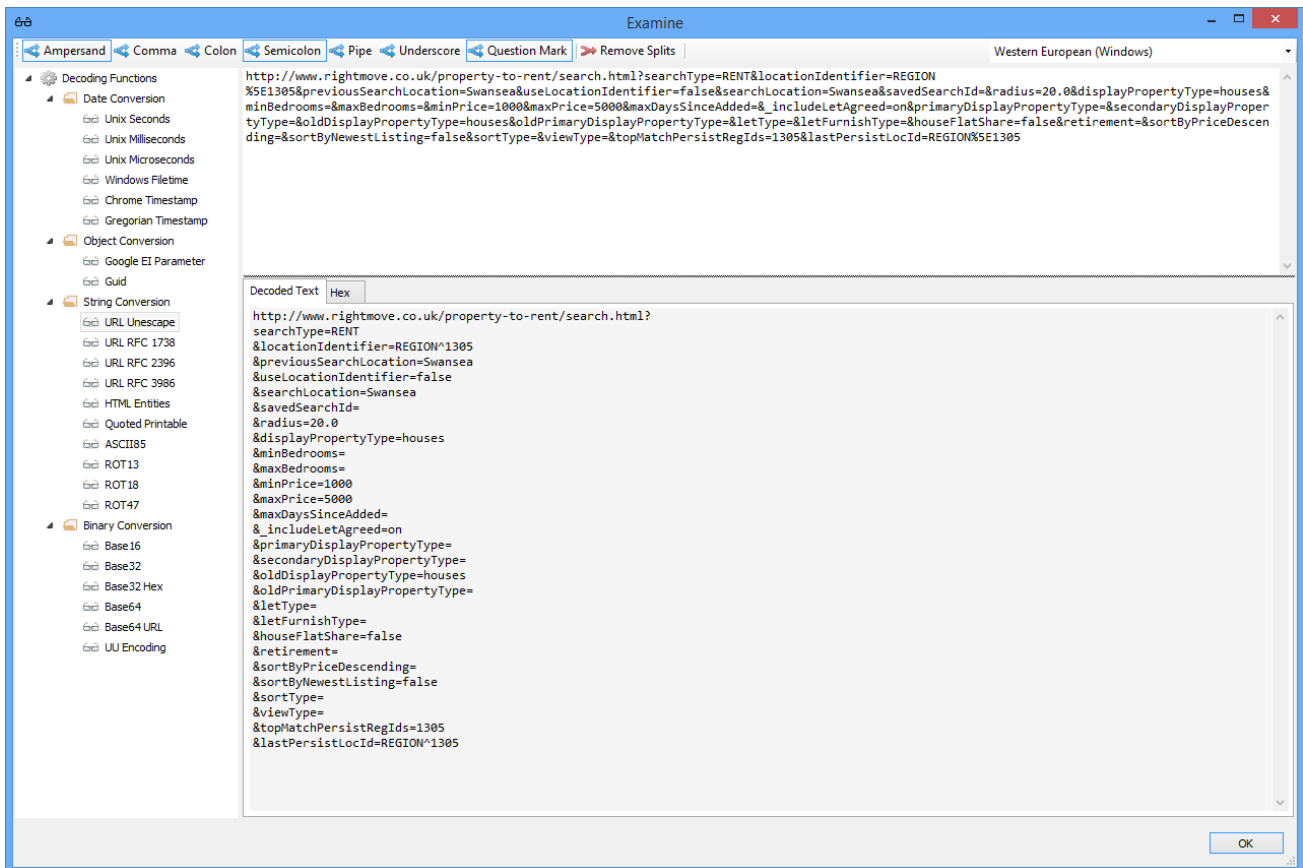 Examine
Ampersand Comma Colon Semicolon Pipe Underscore Question Mark Remove Splits Western European (Windows)
Decoding Functions
Date Conversion
Unix Seconds
Unix Milliseconds
Unix Microseconds
Windows Filetime
Chrome Timestamp
Gregorian Timestamp
Object Conversion
Google EI Parameter
Guid
String Conversion
URL Unescape
URL RFC 1738
URL RFC 2396
URL RFC 3986
HTML Entities
Quoted Printable
ASCII85
ROT13
ROT18
ROT47
Binary Conversion
Base16
Base32
Base32 Hex
Base64
Base64 URL
UU Encoding
http://www.rightmove.co.uk/property-to-rent/search.html?searchType=RENT&locationIdentifier=REGION
%5E1305&previousSearchLocation=Swansea&useLocationIdentifier=false&searchLocation=Swansea&savedSearchId=&radius=20.0&displayPropertyType=houses&
minBedrooms=&maxBedrooms=&minPrice=1000&maxPrice=5000&maxDaysSinceAdded=&_includeLetAgreed=on&primaryDisplayPropertyType=&secondaryDisplayProper
tyType=&oldDisplayPropertyType=houses&oldPrimaryDisplayPropertyType=&letType=&letFurnishType=&houseFlatShare=false&retirement=&sortByPriceDescen
ding=&sortByNewestListing=false&sortType=&viewType=&topMatchPersistRegIds=1305&lastPersistLocId=REGION%5E1305
Decoded Text Hex
http://www.rightmove.co.uk/property-to-rent/search.html?
searchType=RENT
&locationIdentifier=REGION^1305
&previousSearchLocation=Swansea
&useLocationIdentifier=false
&searchLocation=Swansea
&savedSearchId=
&radius=20.0
&displayPropertyType=houses
&minBedrooms=
&maxBedrooms=
&minPrice=1000
&maxPrice=5000
&maxDaysSinceAdded=
&_includeLetAgreed=on
&primaryDisplayPropertyType=
&secondaryDisplayPropertyType=
&oldDisplayPropertyType=houses
&oldPrimaryDisplayPropertyType=
&letType=
&letFurnishType=
&houseFlatShare=false
&retirement=
&sortByPriceDescending=
&sortByNewestListing=false
&sortType=
&viewType=
&topMatchPersistRegIds=1305
&lastPersistLocId=REGION^1305
OK